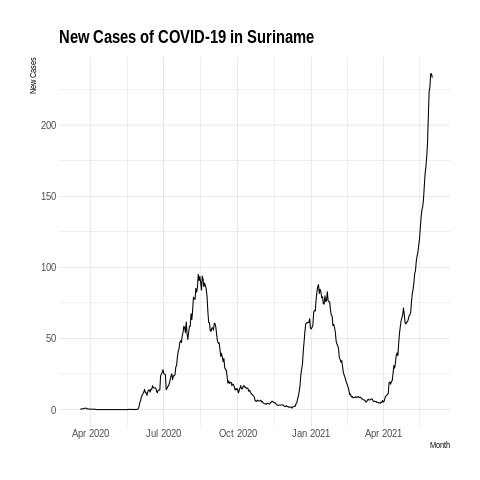 New Cases of COVID-19 in Suriname
New Cases
200
150
100
50
0
Apr 2020 Jul 2020 Oct 2020 Jan 2021 Apr 2021
Month